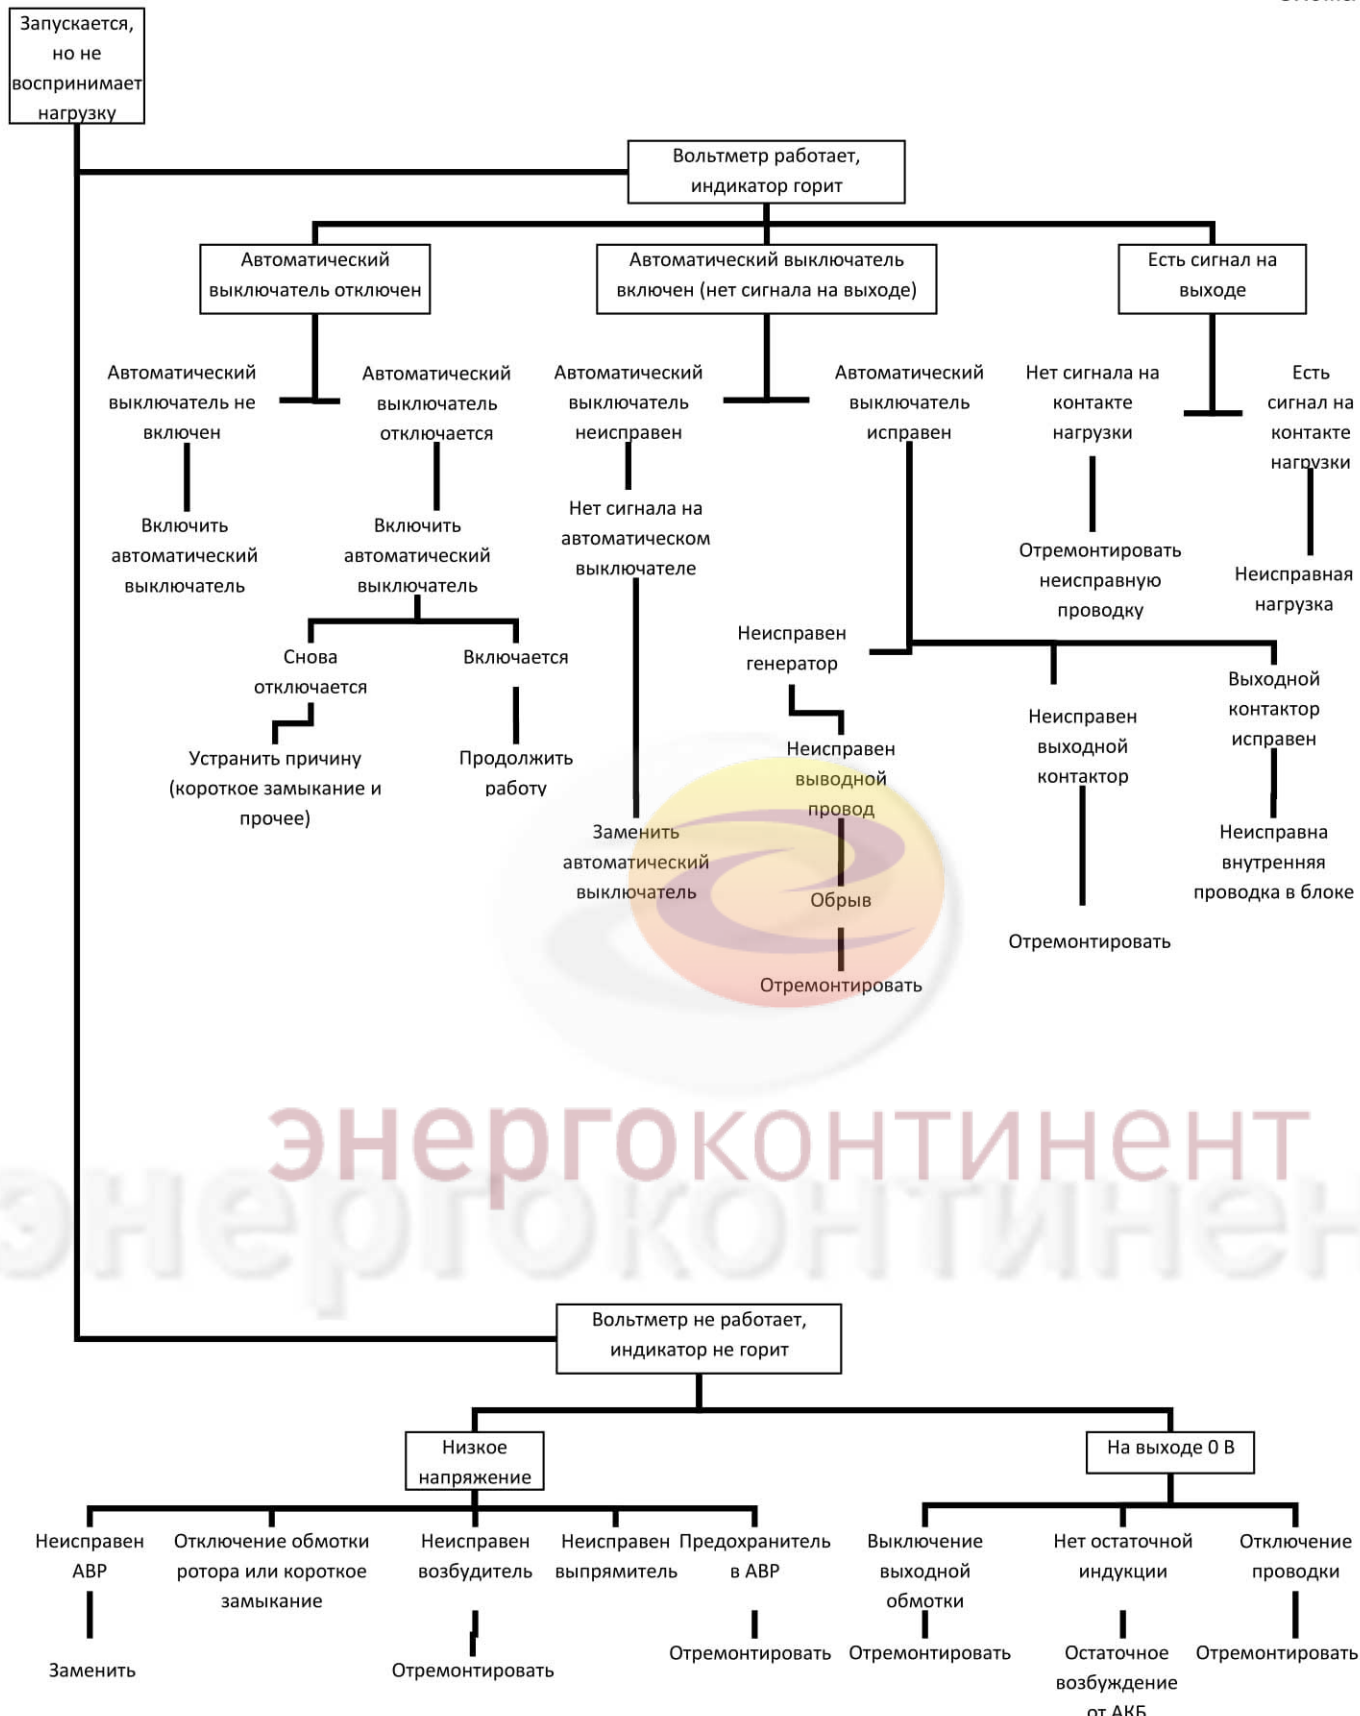 Запускается,
но не
воспринимает
нагрузку
Вольтметр работает,
индикатор горит
Автоматический
выключатель отключен
Автоматический выключатель
включен (нет сигнала на выходе)
Есть сигнал на
выходе
Автоматический
выключатель не
включен
Автоматический
выключатель
отключается
Автоматический
выключатель
неисправен
Автоматический
выключатель
исправен
Нет сигнала на
контакте
нагрузки
Есть
сигнал на
контакте
нагрузки
Включить
автоматический
выключатель
Включить
автоматический
выключатель
Нет сигнала на
автоматическом
выключателе
Отремонтировать
неисправную
проводку
Неисправная
нагрузка
Снова
отключается
Включается
Неисправен
генератор
Неисправен
выходной
контактор
Выходной
контактор
исправен
Устранить причину
(короткое замыкание и
прочее)
Продолжить
работу
Неисправен
выводной
провод
Заменить
автоматический
выключатель
Неисправна
внутренняя
проводка в блоке
Обрыв
Отремонтировать
Отремонтировать
энергоконтинент
энергоконтинен
Вольтметр не работает,
индикатор не горит
Низкое
напряжение
На выходе 0 В
Неисправен
АВР
Отключение обмотки
ротора или короткое
замыкание
Неисправен
возбудитель
Неисправен
выпрямитель
Предохранитель
в АВР
Выключение
выходной
обмотки
Нет остаточной
индукции
Отключение
проводки
Заменить
Отремонтировать
Отремонтировать
Отремонтировать
Остаточное
возбуждение
от АКБ
Отремонтировать